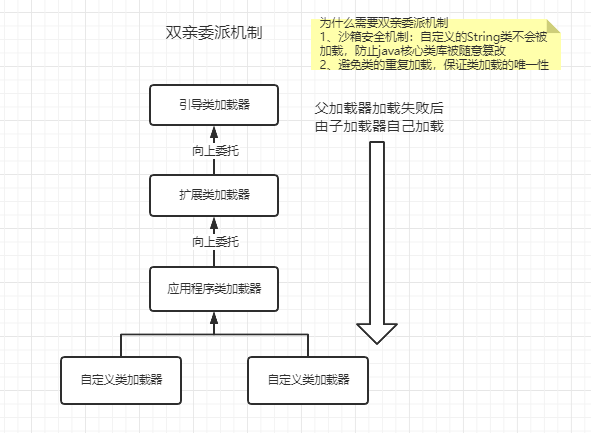 双亲委派机制
为什么需要双亲委派机制
1、沙箱安全机制：自定义的String类不会被
加载，防止java核心类库被随意篡改
2、避免类的重复加载，保证类加载的唯一性
引导类加载器
父加载器加载失败后
由子加载器自己加载
向上委托
扩展类加载器
向上委托
应用程序类加载器
自定义类加载器
自定义类加载器